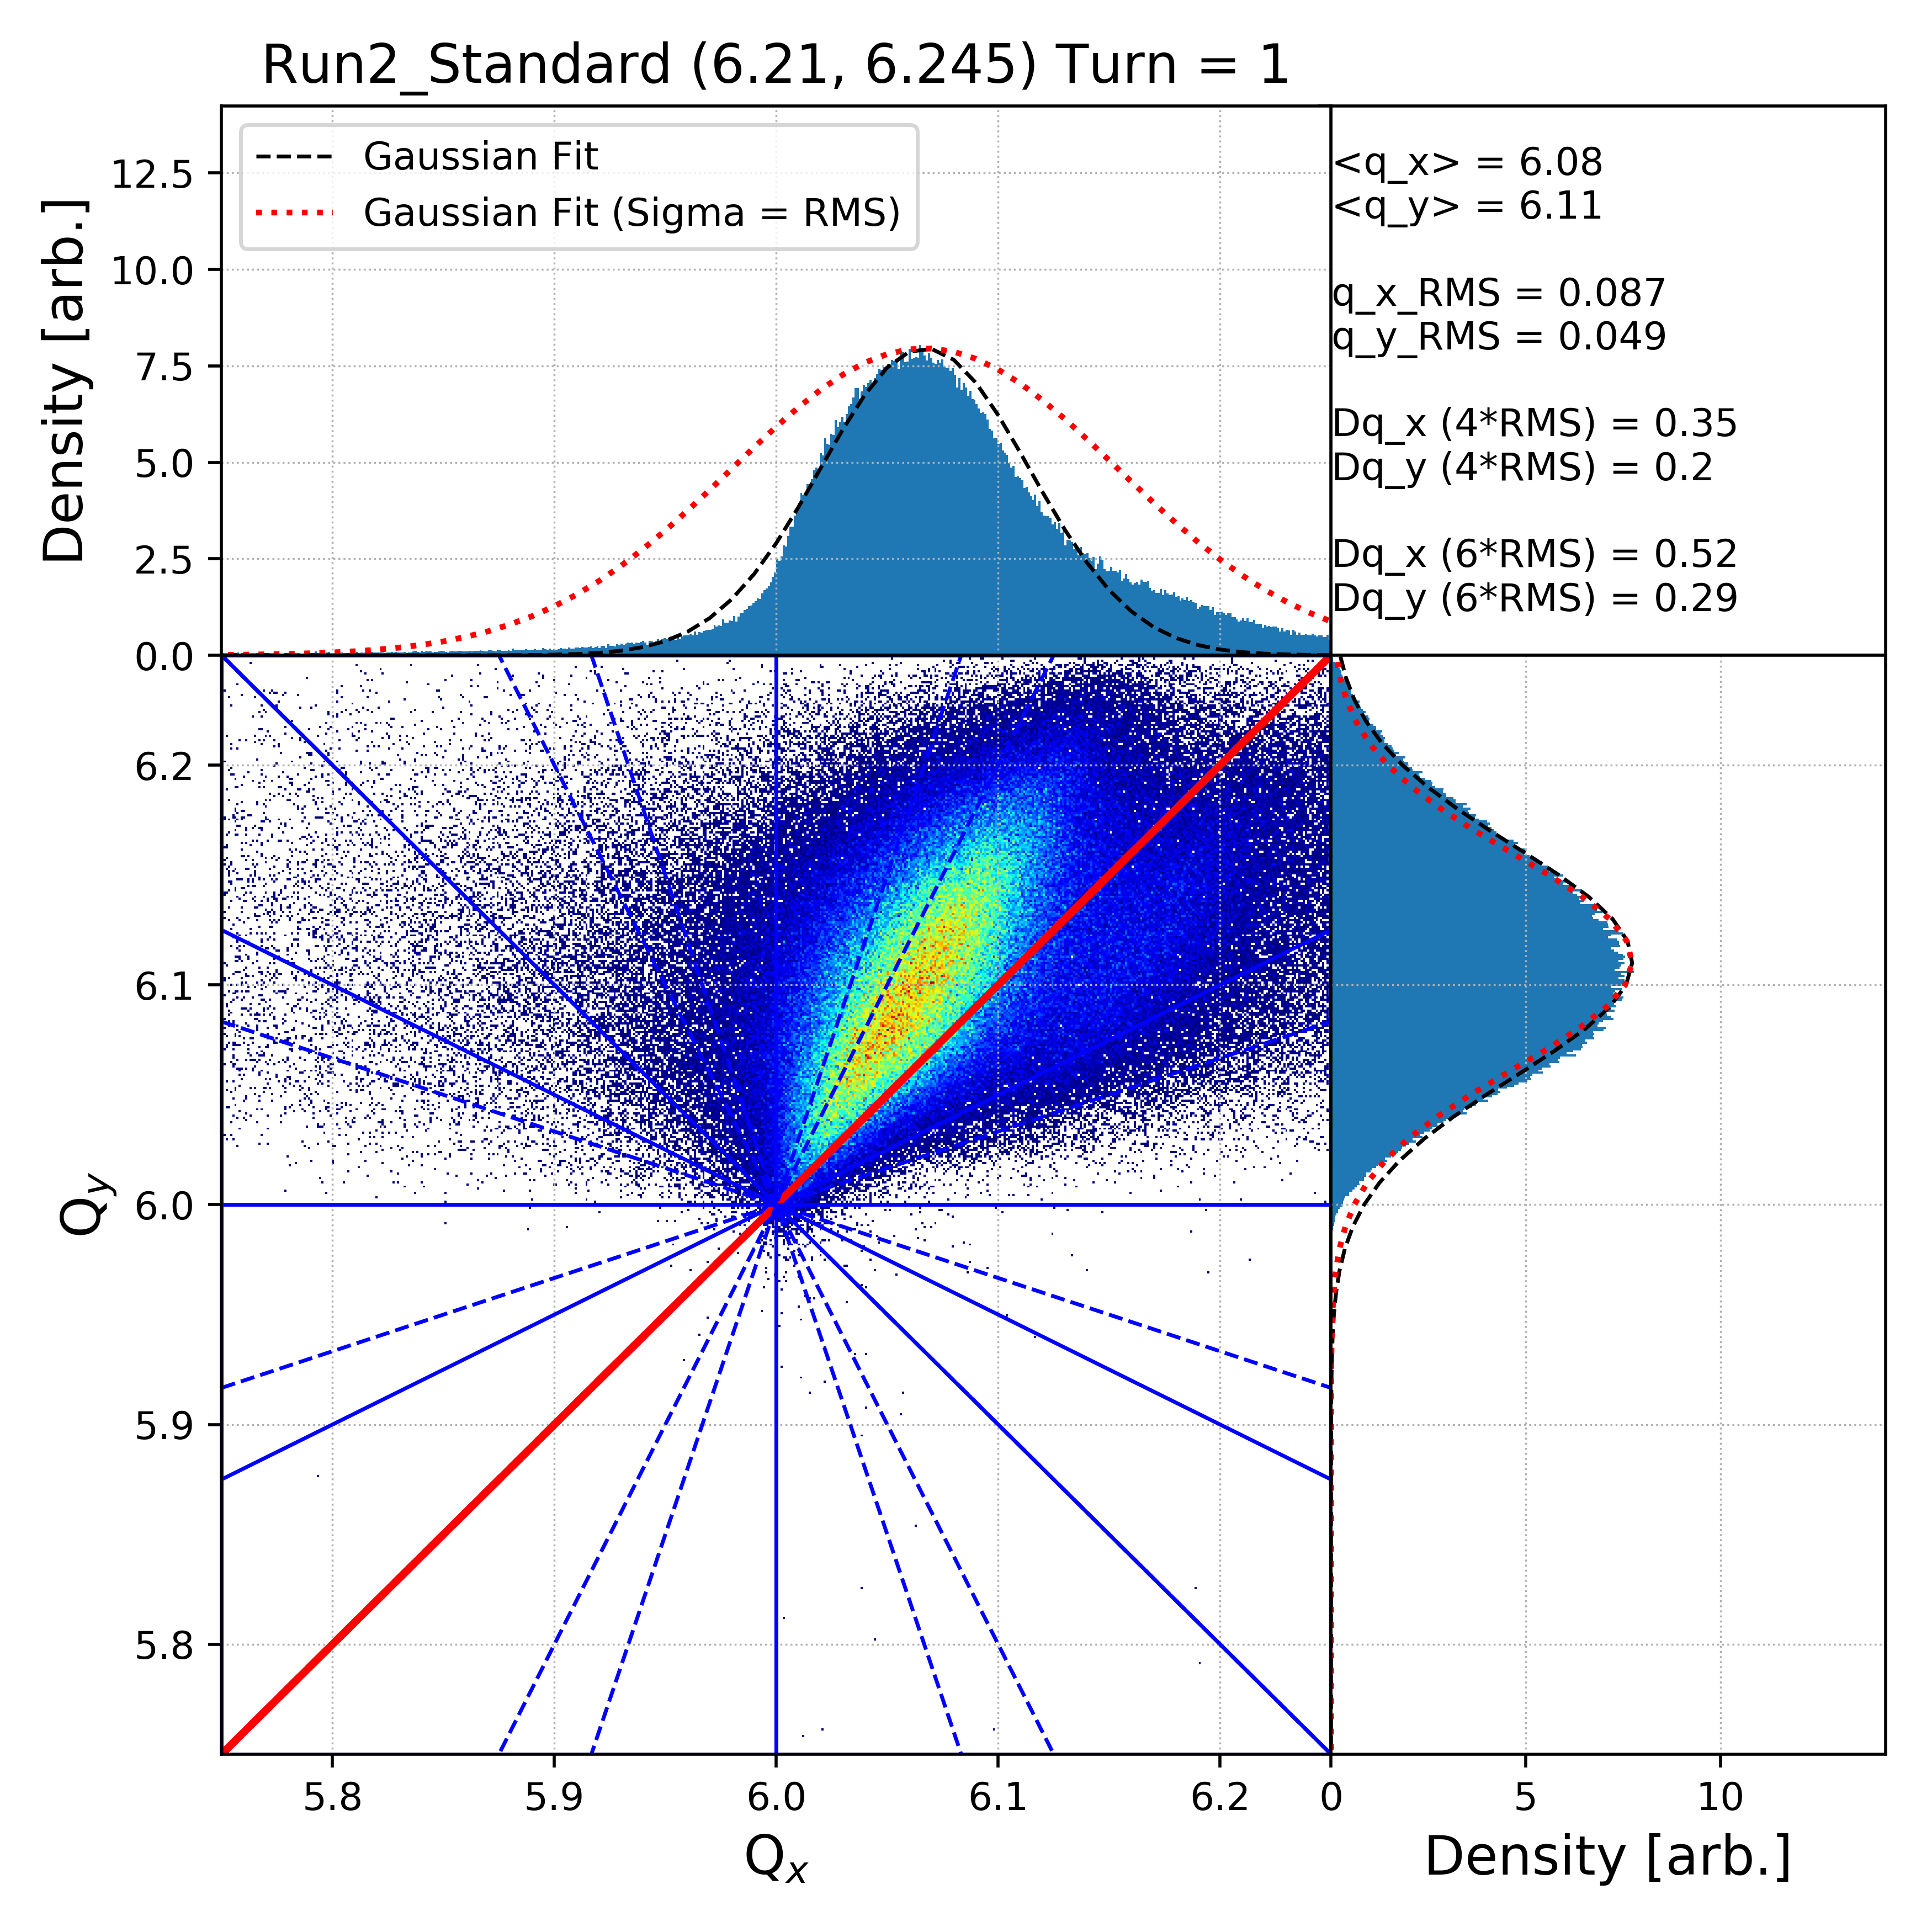 Run2_Standard (6.21, 6.245) Turn = 1
Density [arb.]
12.5
10.0
7.5
5.0
2.5
0.0
Gaussian Fit
Gaussian Fit (Sigma = RMS)
<q_x> = 6.08
<q_y> = 6.11
q_x_RMS = 0.087
q_y_RMS = 0.049
Dq_x (4*RMS) = 0.35
Dq_y (4*RMS) = 0.2
Dq_x (6*RMS) = 0.52
Dq_y (6*RMS) = 0.29
Q_y
6.2
6.1
6.0
5.9
5.8
5.8 5.9 6.0 6.1 6.2 0 5 10
Q_x
Density [arb.]